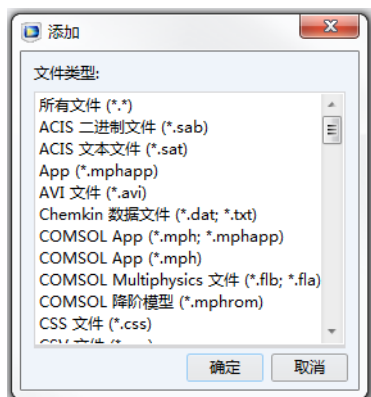 添加
文件类型:
所有文件 (*.*)
ACIS 二进制文件 (*.sab)
ACIS 文本文件 (*.sat)
App (*.mphapp)
AVI 文件 (*.avi)
Chemkin 数据文件 (*.dat; *.txt)
COMSOL App (*.mph; *.mphapp)
COMSOL App (*.mph)
COMSOL Multiphysics 文件 (*.flb; *.fla)
COMSOL 降阶模型 (*.mphrom)
CSS 文件 (*.css)
确定 取消